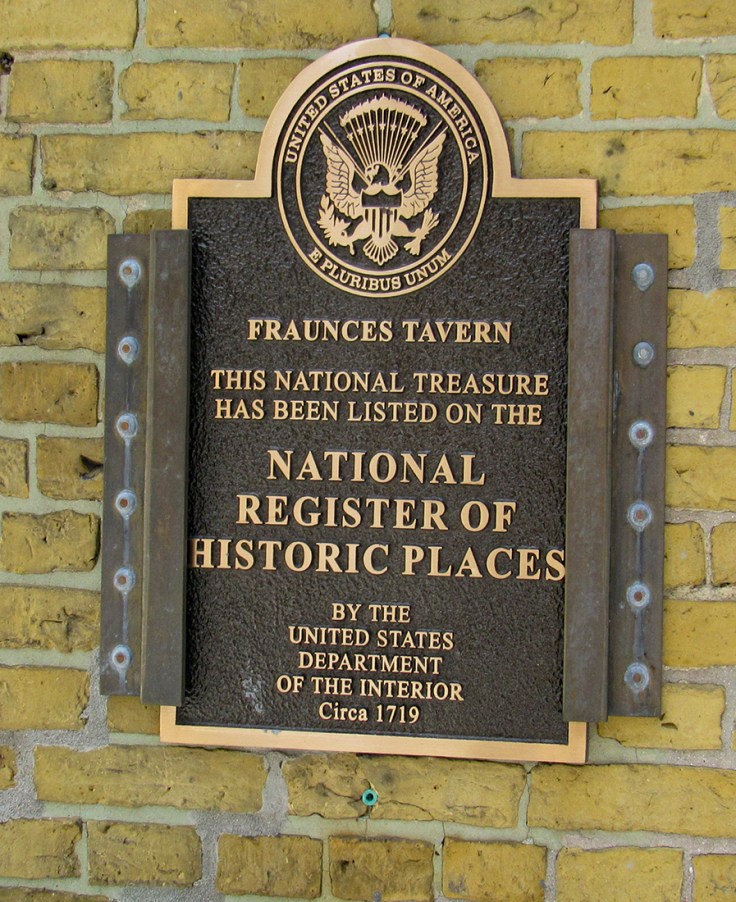 UNITED STATES OF AMERICA
E PLURIBUS UNUM
FRAUNCES TAVERN
THIS NATIONAL TREASURE
HAS BEEN LISTED ON THE
NATIONAL
REGISTER OF
HISTORIC PLACES
BY THE
UNITED STATES
DEPARTMENT
OF THE INTERIOR
Circa 1719